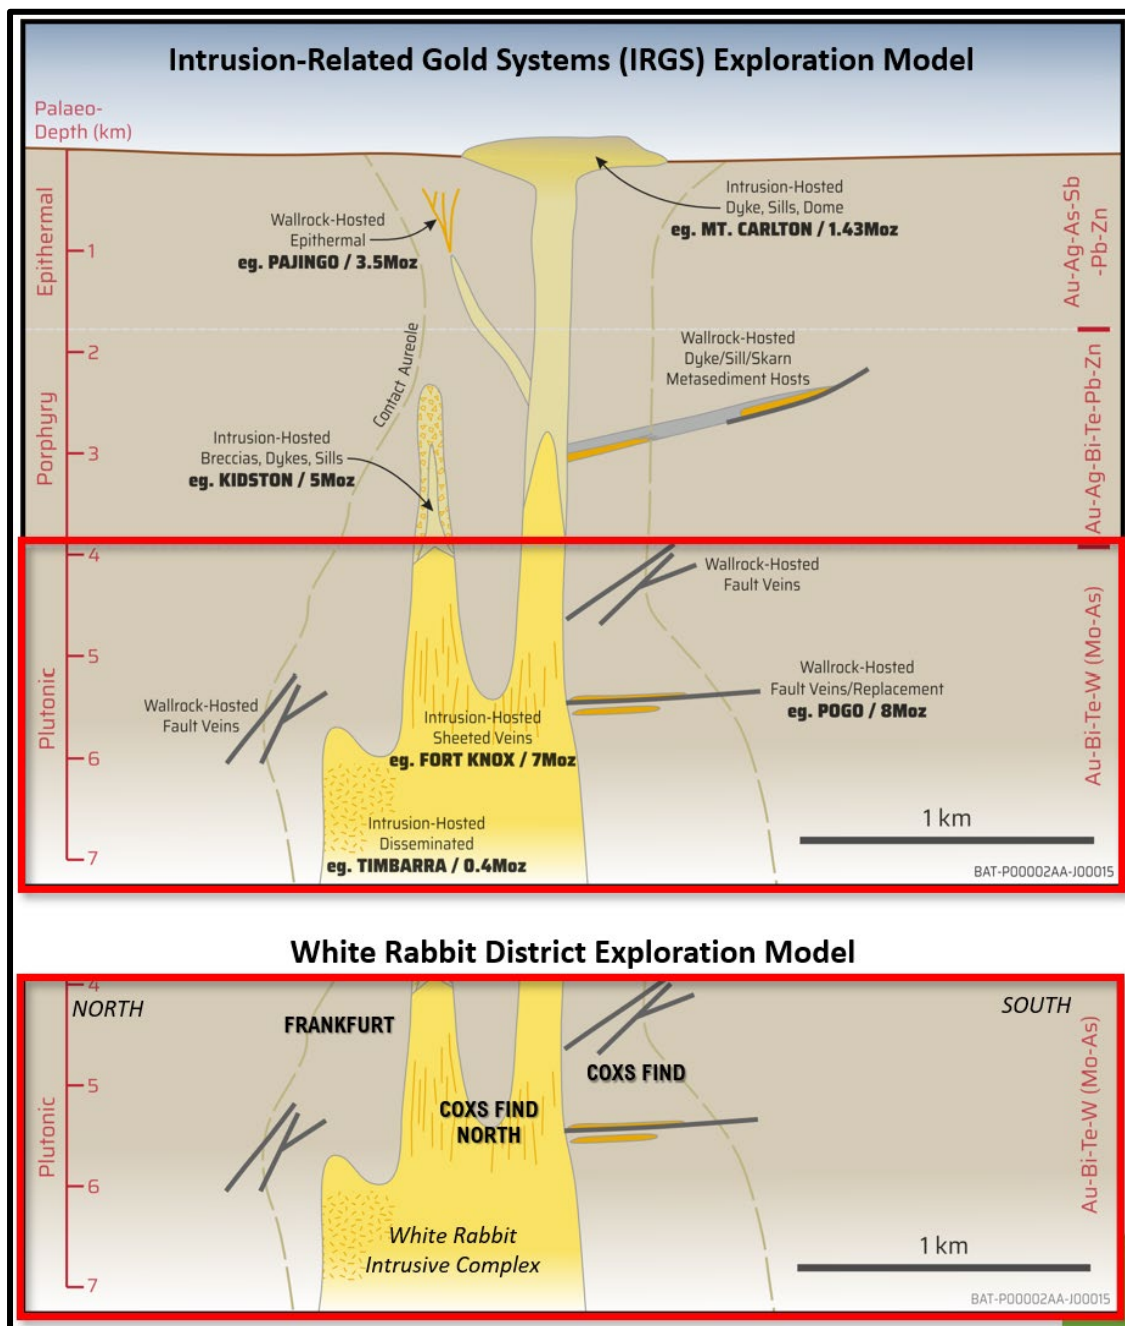 Intrusion-Related Gold Systems (IRGS) Exploration Model
Palaeo-
Depth (km)
Epithermal
1
2
Porphyry
3
4
Plutonic
5
6
7
Wallrock-Hosted
Epithermal
eg. PAJINGO / 3.5Moz
Intrusion-Hosted
Dyke, Sills, Dome
eg. MT. CARLTON / 1.43Moz
Au-Ag-As-Sb
-Pb-Zn
Contact Aureole
Wallrock-Hosted
Dyke/Sill/Skarn
Metasediment Hosts
Au-Ag-Bi-Te-Pb-Zn
Intrusion-Hosted
Breccias, Dykes, Sills
eg. KIDSTON / 5Moz
Wallrock-Hosted
Fault Veins
Au-Bi-Te-W (Mo-As)
Wallrock-Hosted
Fault Veins
Intrusion-Hosted
Sheeted Veins
eg. FORT KNOX / 7Moz
Wallrock-Hosted
Fault Veins/Replacement
eg. POGO / 8Moz
Intrusion-Hosted
Disseminated
eg. TIMBARRA / 0.4Moz
1 km
BAT-P00002AA-J00015
White Rabbit District Exploration Model
4
NORTH
SOUTH
FRANKFURT
Plutonic
5
6
7
COXS FIND
COXS FIND
NORTH
Au-Bi-Te-W (Mo-As)
White Rabbit
Intrusive Complex
1 km
BAT-P00002AA-J00015